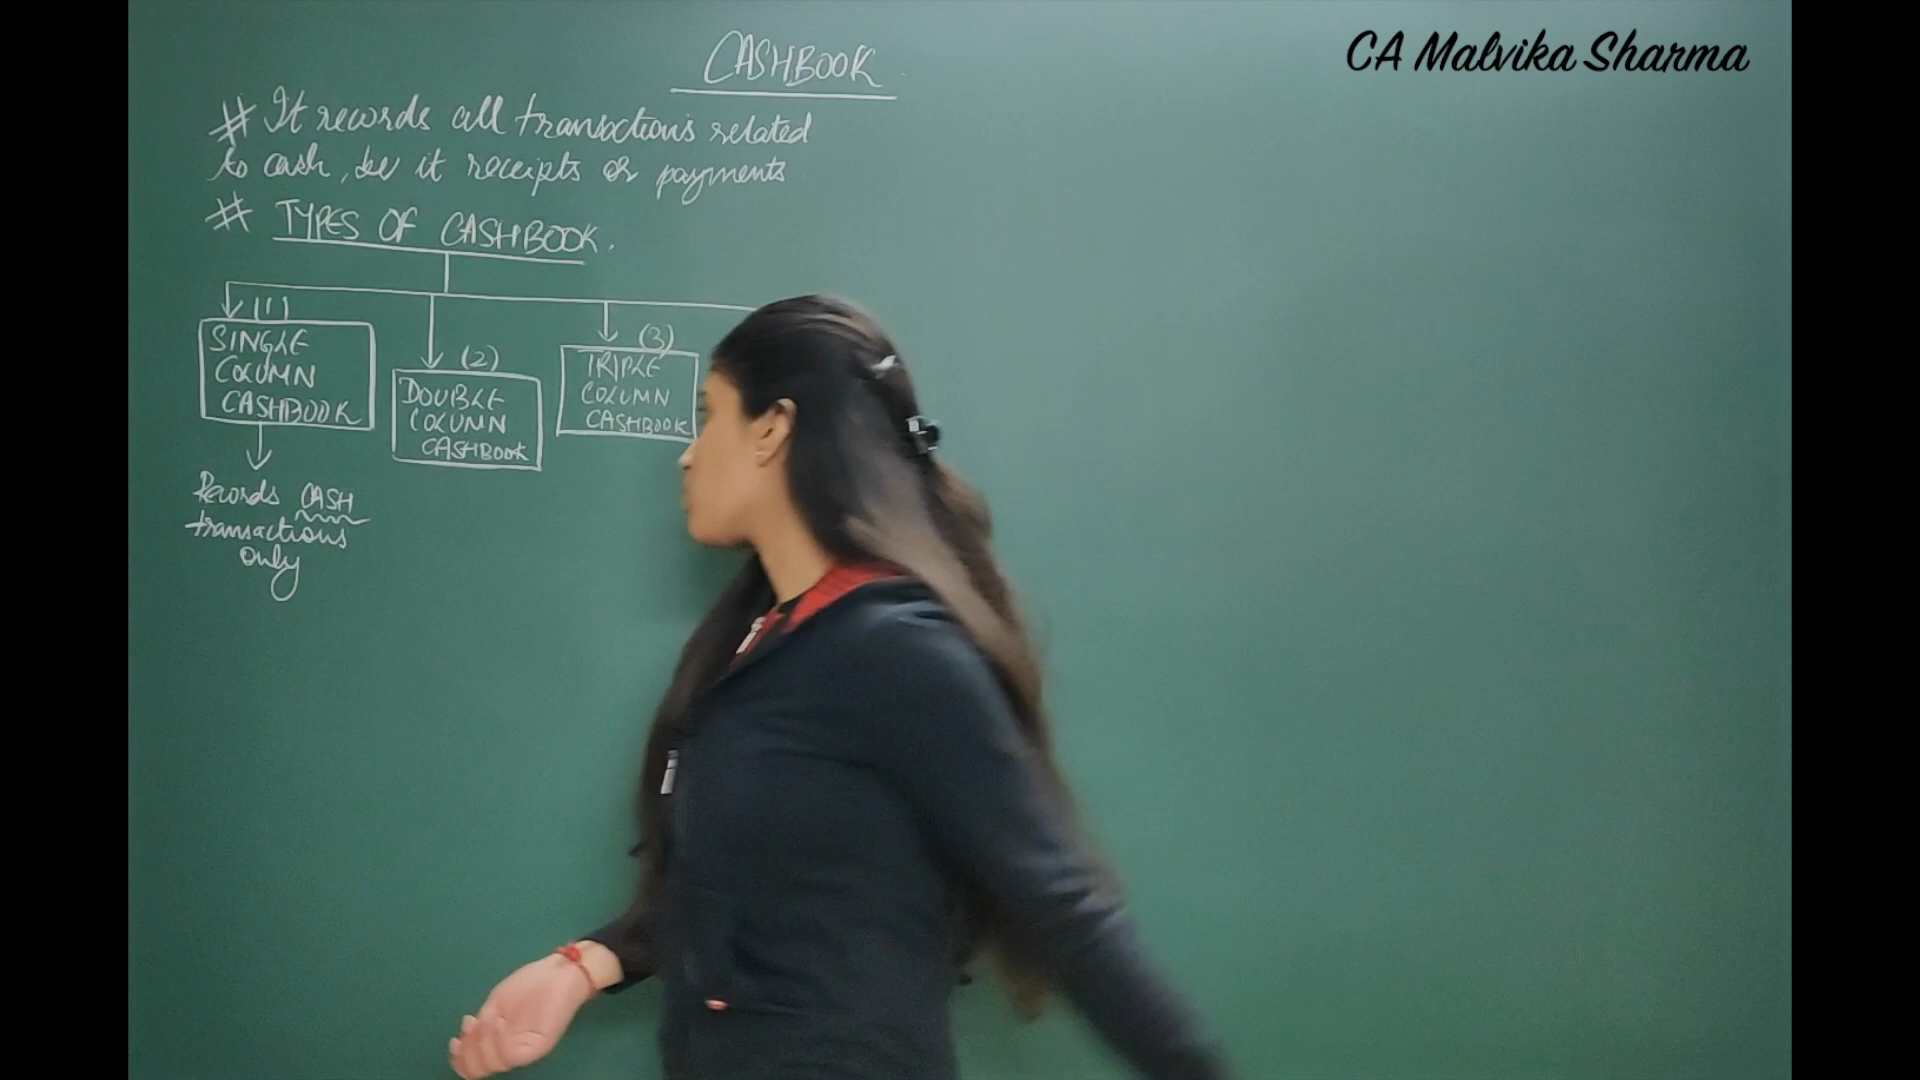 CASHBOOK
CA Malvika Sharma
# It records all transactions related
to cash, be it receipts or payments
# TYPES OF CASHBOOK.
(1)
SINGLE
COLUMN
CASHBOOK
(2)
DOUBLE
COLUMN
CASHBOOK
(3)
TRIPLE
COLUMN
CASHBOOK
Records CASH
transactions
only